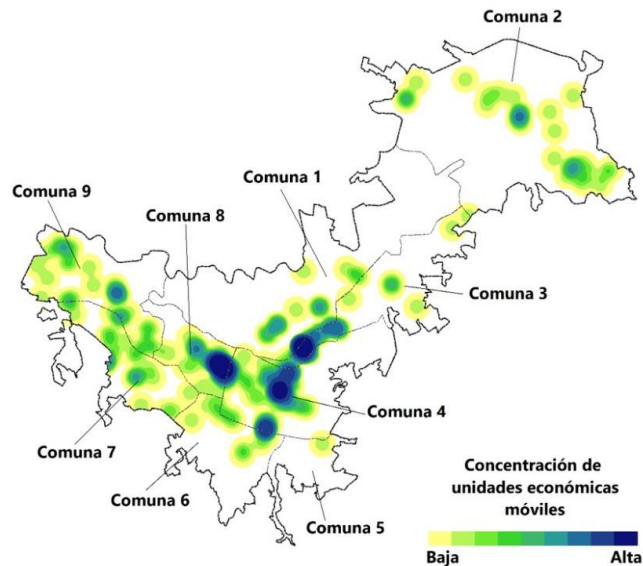 Comuna 2
Comuna 1
Comuna 9
Comuna 8
Comuna 3
Comuna 4
Comuna 7
Comuna 6
Comuna 5
Concentración de
unidades económicas
móviles
Baja Alta